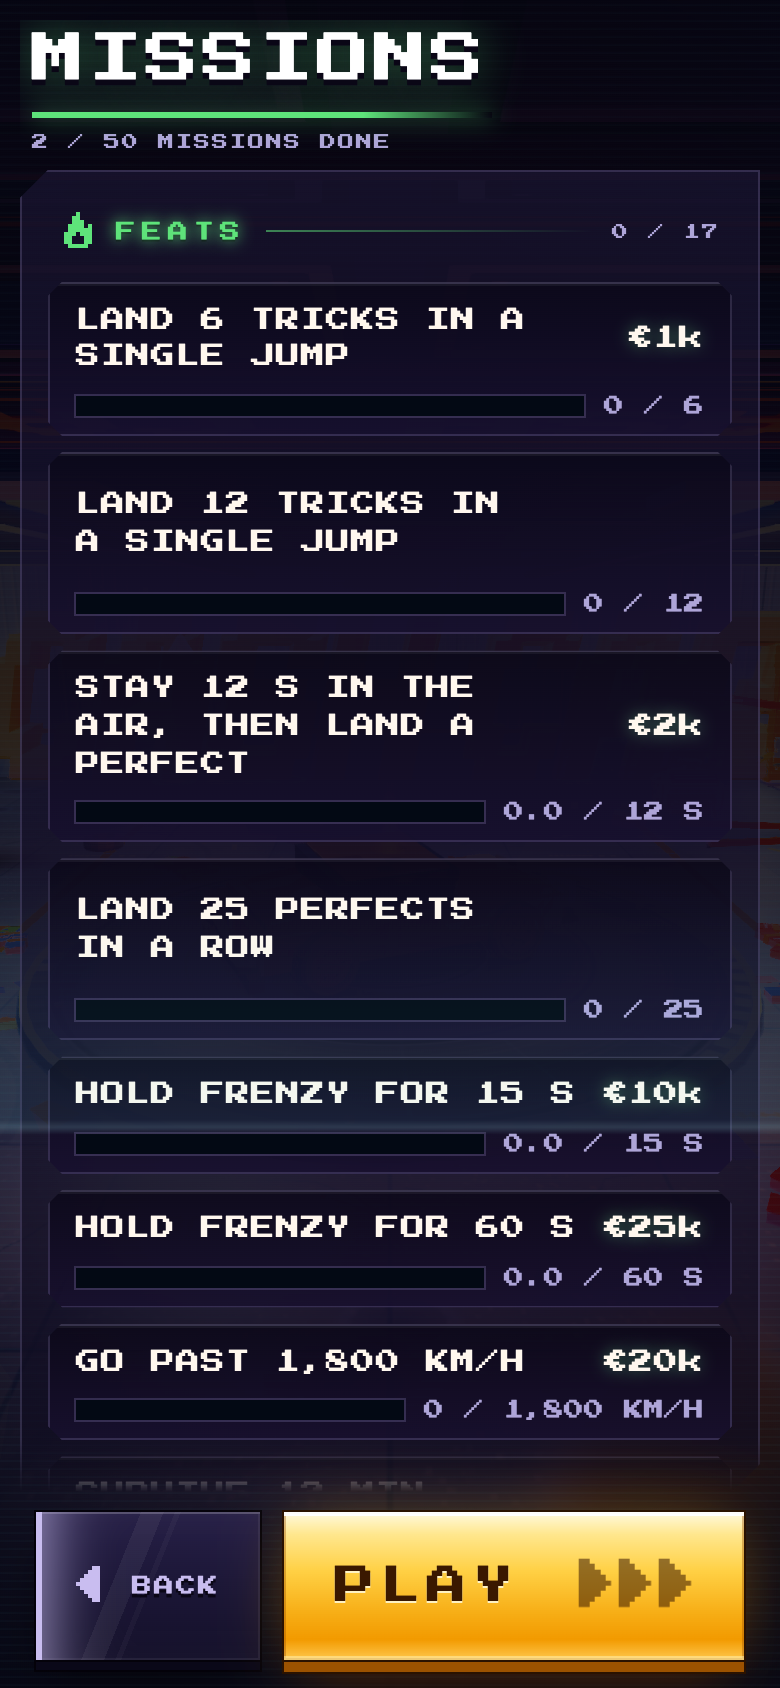 MISSIONS
2 / 50 MISSIONS DONE
FEATS
0 / 17
LAND 6 TRICKS IN A
SINGLE JUMP
€1k
0 / 6
LAND 12 TRICKS IN
A SINGLE JUMP
0 / 12
STAY 12 S IN THE
AIR, THEN LAND A
PERFECT
€2k
0.0 / 12 S
LAND 25 PERFECTS
IN A ROW
0 / 25
HOLD FRENZY FOR 15 S €10k
0.0 / 15 S
HOLD FRENZY FOR 60 S €25k
0.0 / 60 S
GO PAST 1,800 KM/H €20k
0 / 1,800 KM/H
BACK
PLAY